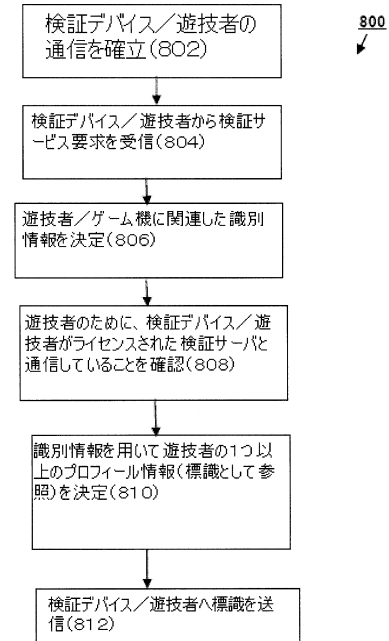 検証デバイス/遊技者の
通信を確立(802)
800
検証デバイス/遊技者から検証サ
ービス要求を受信(804)
遊技者/ゲーム機に関連した識別
情報を決定(806)
遊技者のために、検証デバイス/遊
技者がライセンスされた検証サーバと
通信していることを確認(808)
識別情報を用いて遊技者の1つ以
上のプロフィール情報(標識として参
照)を決定(810)
検証デバイス/遊技者へ標識を送
信(812)